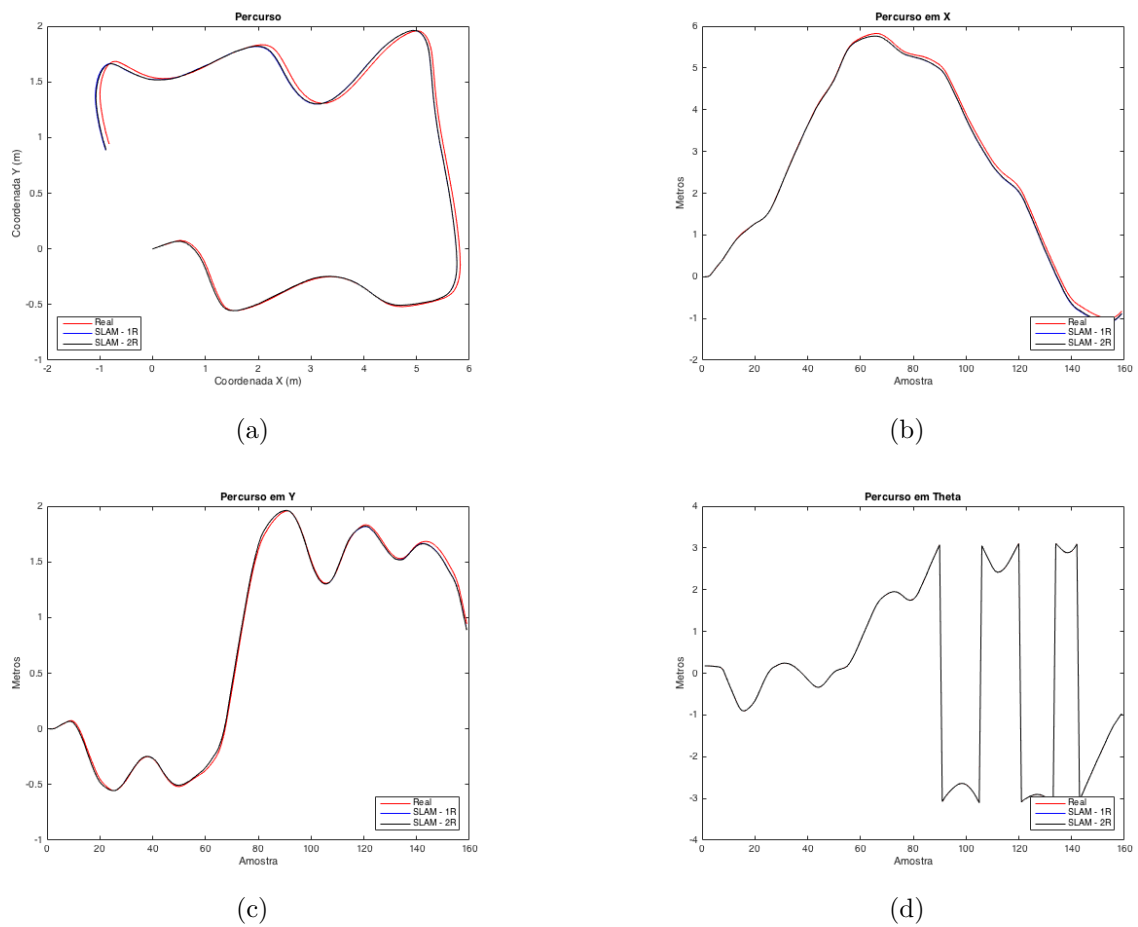 Percurso
2
1.5
1
0.5
0
-0.5
-1
Coordenada Y (m)
Real
SLAM - 1R
SLAM - 2R
-2 -1 0 1 2 3 4 5 6
Coordenada X (m)
(a)
Percurso em X
6
5
4
3
2
1
0
-1
-2
Metros
Real
SLAM - 1R
SLAM - 2R
0 20 40 60 80 100 120 140 160
Amostra
(b)
Percurso em Y
2
1.5
1
0.5
0
-0.5
-1
Metros
Real
SLAM - 1R
SLAM - 2R
0 20 40 60 80 100 120 140 160
Amostra
(c)
Percurso em Theta
4
3
2
1
0
-1
-2
-3
-4
Metros
Real
SLAM - 1R
SLAM - 2R
0 20 40 60 80 100 120 140 160
Amostra
(d)